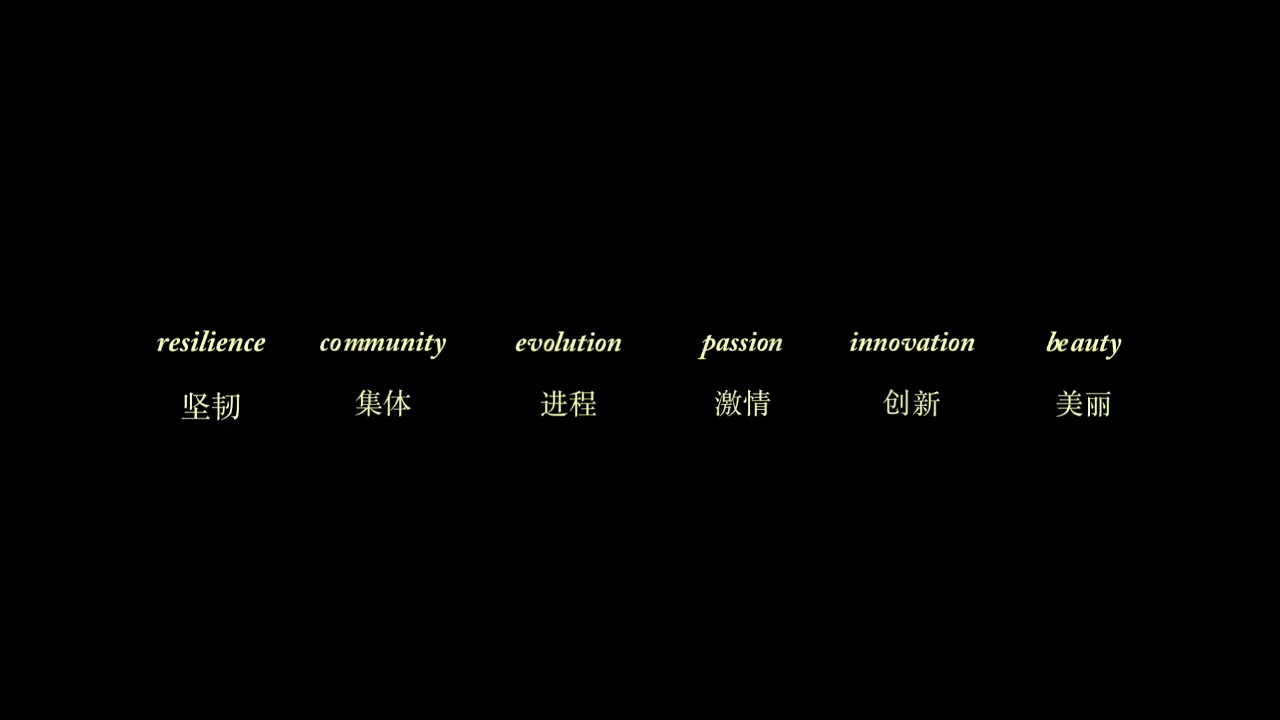 resilience community evolution passion innovation beauty
坚韧 集体 进程 激情 创新 美丽